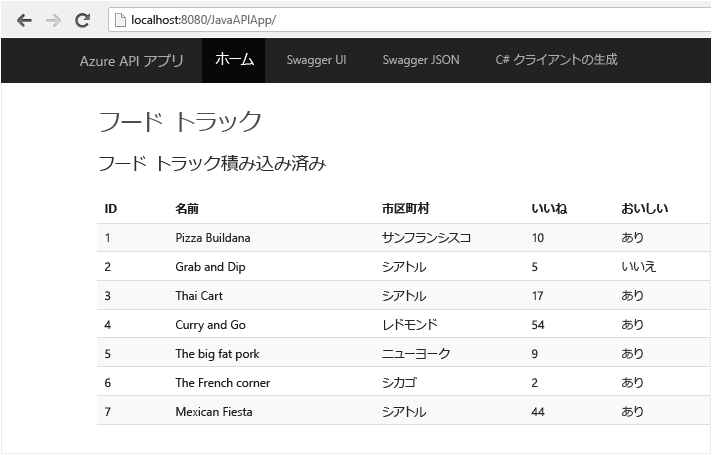 localhost:8080/JavaAPIApp/
Azure API アプリ ホーム Swagger UI Swagger JSON C# クライアントの生成
フード トラック
フード トラック積み込み済み
ID 名前 市区町村 いいね おいしい
1 Pizza Buildana サンフランシスコ 10 あり
2 Grab and Dip シアトル 5 いいえ
3 Thai Cart シアトル 17 あり
4 Curry and Go レドモンド 54 あり
5 The big fat pork ニューヨーク 9 あり
6 The French corner シカゴ 2 あり
7 Mexican Fiesta シアトル 44 あり